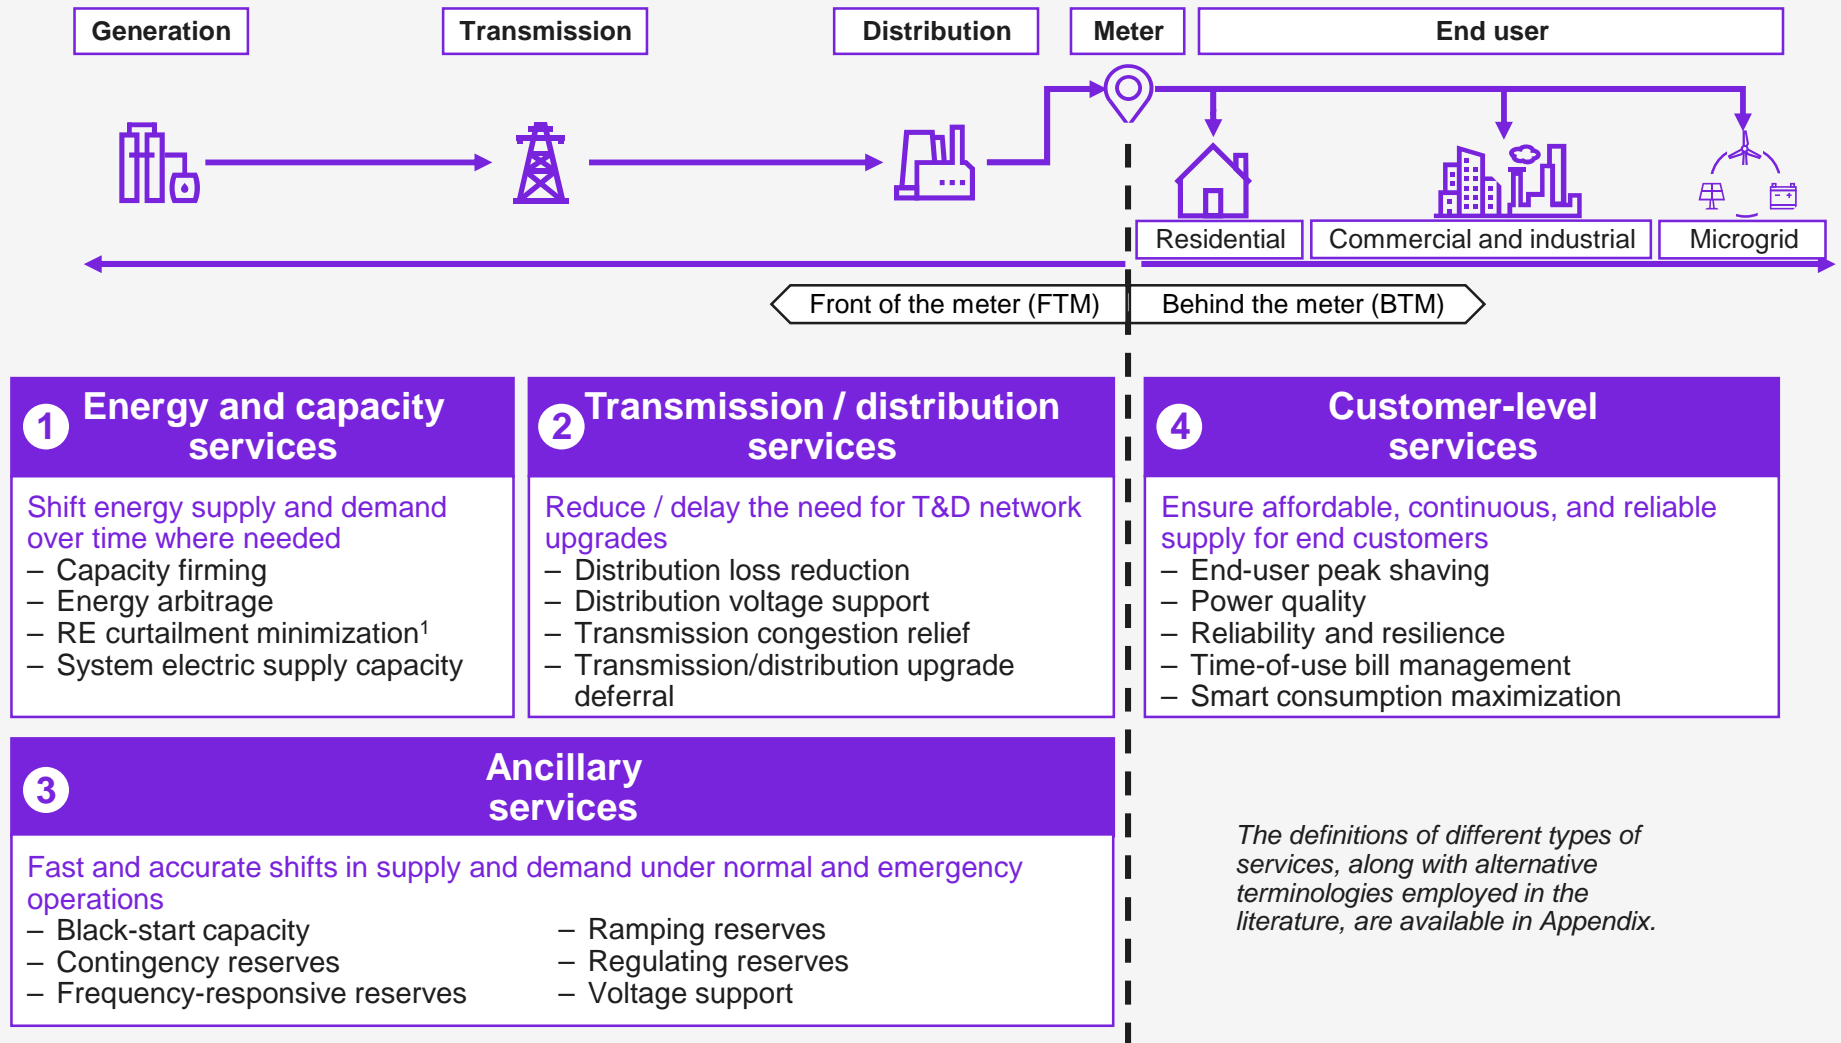 Generation
Transmission
Distribution
Meter
End user
Residential
Commercial and industrial
Microgrid
Front of the meter (FTM)
Behind the meter (BTM)
1
Energy and capacity
services
Shift energy supply and demand
over time where needed
– Capacity firming
– Energy arbitrage
– RE curtailment minimization¹
– System electric supply capacity
2
Transmission / distribution
services
Reduce / delay the need for T&D network
upgrades
– Distribution loss reduction
– Distribution voltage support
– Transmission congestion relief
– Transmission/distribution upgrade
deferral
4
Customer-level
services
Ensure affordable, continuous, and reliable
supply for end customers
– End-user peak shaving
– Power quality
– Reliability and resilience
– Time-of-use bill management
– Smart consumption maximization
3
Ancillary
services
Fast and accurate shifts in supply and demand under normal and emergency
operations
– Black-start capacity
– Contingency reserves
– Frequency-responsive reserves
– Ramping reserves
– Regulating reserves
– Voltage support
The definitions of different types of
services, along with alternative
terminologies employed in the
literature, are available in Appendix.